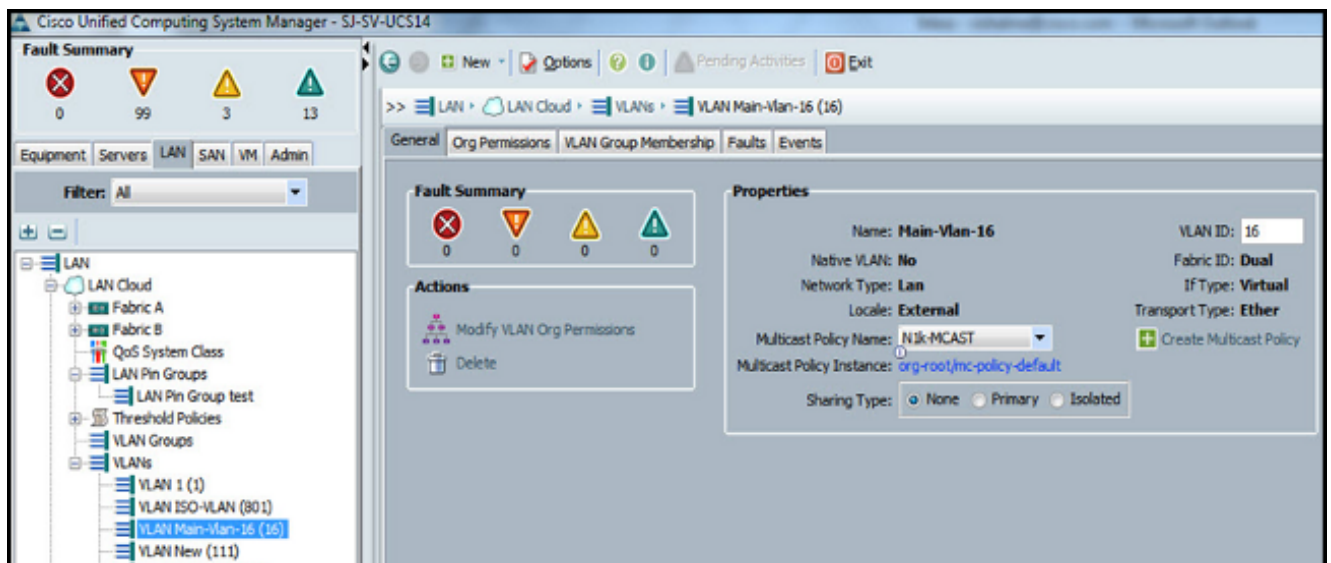 Cisco Unified Computing System Manager - SJ-SV-UCS14
Fault Summary
0 99 3 13
Equipment Servers LAN SAN VM Admin
Filter: All
LAN
LAN Cloud
Fabric A
Fabric B
QoS System Class
LAN Pin Groups
LAN Pin Group test
Threshold Policies
VLAN Groups
VLANs
VLAN 1 (1)
VLAN ISO-VLAN (801)
VLAN Main-Vlan-16 (16)
VLAN New (111)
New Options Pending Activities Exit
>> LAN LAN Cloud VLANs VLAN Main-Vlan-16 (16)
General Org Permissions VLAN Group Membership Faults Events
Fault Summary
0 0 0 0
Actions
Modify VLAN Org Permissions
Delete
Properties
Name: Main-Vlan-16 VLAN ID: 16
Native VLAN: No Fabric ID: Dual
Network Type: Lan If Type: Virtual
Locale: External Transport Type: Ether
Multicast Policy Name: N1k-MCAST Create Multicast Policy
Multicast Policy Instance: org-root/mc-policy-default
Sharing Type: None Primary Isolated